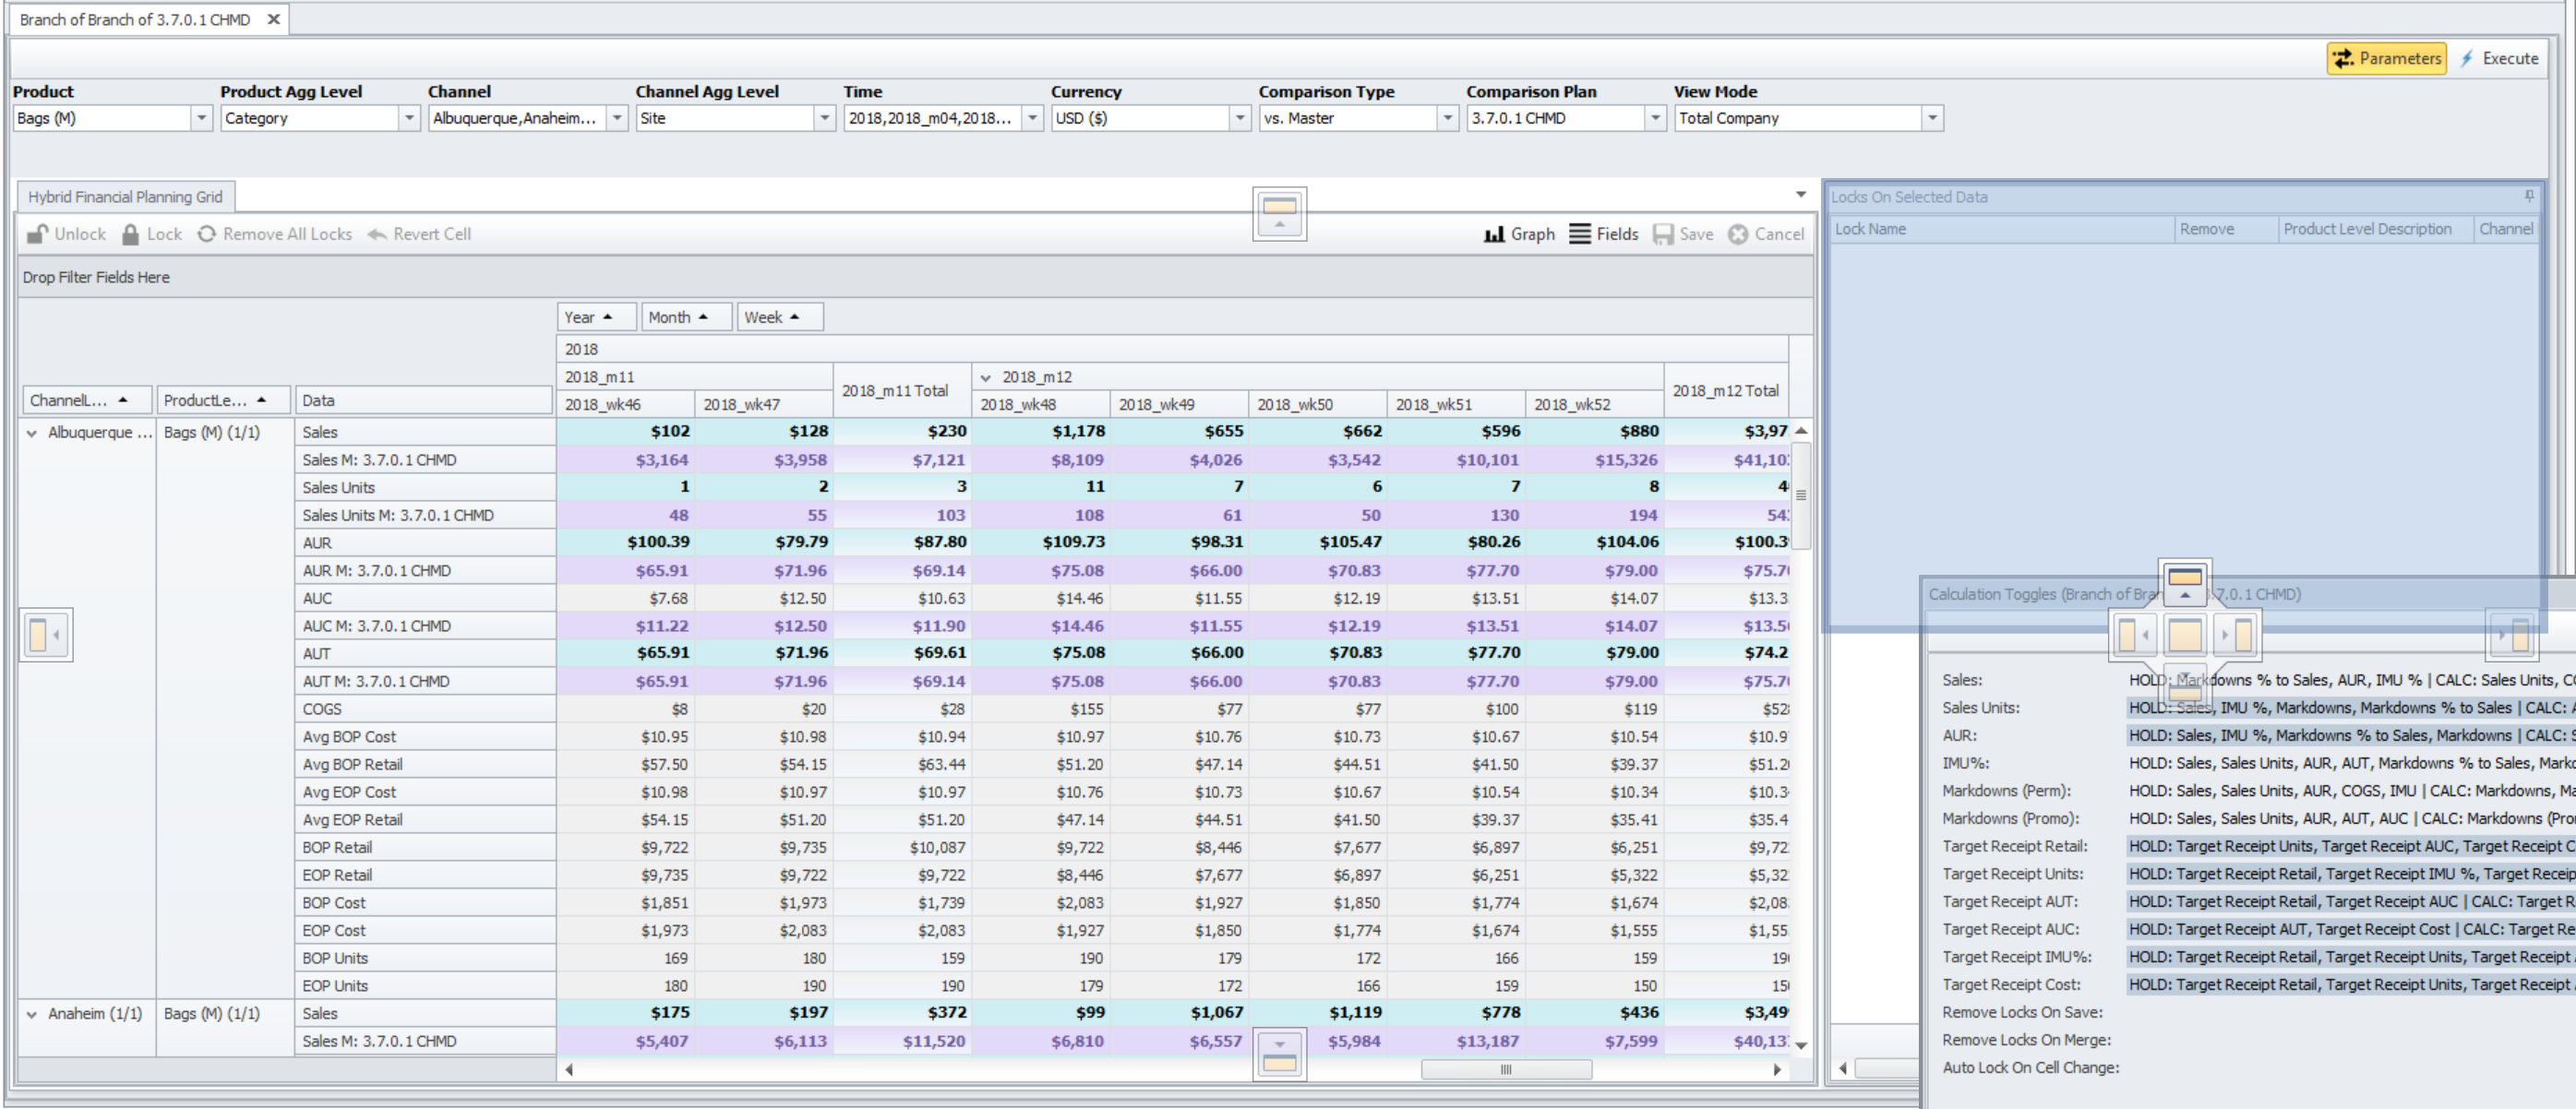 Branch of Branch of 3.7.0.1 CHMD
Parameters Execute
Product Product Agg Level Channel Channel Agg Level Time Currency Comparison Type Comparison Plan View Mode
Bags (M) Category Albuquerque,Anaheim... Site 2018,2018_m04,2018... USD ($) vs. Master 3.7.0.1 CHMD Total Company
Hybrid Financial Planning Grid
Unlock Lock Remove All Locks Revert Cell Graph Fields Save Cancel
Drop Filter Fields Here
Year Month Week
2018
2018_m11 2018_m11 Total 2018_m12 2018_m12 Total
ChannelL... ProductLe... Data 2018_wk46 2018_wk47 2018_wk48 2018_wk49 2018_wk50 2018_wk51 2018_wk52
Albuquerque ... Bags (M) (1/1) Sales $102 $128 $230 $1,178 $655 $662 $596 $880 $3,97
Sales M: 3.7.0.1 CHMD $3,164 $3,958 $7,121 $8,109 $4,026 $3,542 $10,101 $15,326 $41,10
Sales Units 1 2 3 11 7 6 7 8 4
Sales Units M: 3.7.0.1 CHMD 48 55 103 108 61 50 130 194 54
AUR $100.39 $79.79 $87.80 $109.73 $98.31 $105.47 $80.26 $104.06 $100.3
AUR M: 3.7.0.1 CHMD $65.91 $71.96 $69.14 $75.08 $66.00 $70.83 $77.70 $79.00 $75.7
AUC $7.68 $12.50 $10.63 $14.46 $11.55 $12.19 $13.51 $14.07 $13.3
AUC M: 3.7.0.1 CHMD $11.22 $12.50 $11.90 $14.46 $11.55 $12.19 $13.51 $14.07 $13.5
AUT $65.91 $71.96 $69.61 $75.08 $66.00 $70.83 $77.70 $79.00 $74.2
AUT M: 3.7.0.1 CHMD $65.91 $71.96 $69.14 $75.08 $66.00 $70.83 $77.70 $79.00 $75.7
COGS $8 $20 $28 $155 $77 $77 $100 $119 $52
Avg BOP Cost $10.95 $10.98 $10.94 $10.97 $10.76 $10.73 $10.67 $10.54 $10.9
Avg BOP Retail $57.50 $54.15 $63.44 $51.20 $47.14 $44.51 $41.50 $39.37 $51.2
Avg EOP Cost $10.98 $10.97 $10.97 $10.76 $10.73 $10.67 $10.54 $10.34 $10.3
Avg EOP Retail $54.15 $51.20 $51.20 $47.14 $44.51 $41.50 $39.37 $35.41 $35.4
BOP Retail $9,722 $9,735 $10,087 $9,722 $8,446 $7,677 $6,897 $6,251 $9,72
EOP Retail $9,735 $9,722 $9,722 $8,446 $7,677 $6,897 $6,251 $5,322 $5,32
BOP Cost $1,851 $1,973 $1,739 $2,083 $1,927 $1,850 $1,774 $1,674 $2,08
EOP Cost $1,973 $2,083 $2,083 $1,927 $1,850 $1,774 $1,674 $1,555 $1,55
BOP Units 169 180 159 190 179 172 166 159 19
EOP Units 180 190 190 179 172 166 159 150 15
Anaheim (1/1) Bags (M) (1/1) Sales $175 $197 $372 $99 $1,067 $1,119 $778 $436 $3,49
Sales M: 3.7.0.1 CHMD $5,407 $6,113 $11,520 $6,810 $6,557 $5,984 $13,187 $7,599 $40,13
Locks On Selected Data
Lock Name Remove Product Level Description Channel
Calculation Toggles (Branch of Bran .7.0.1 CHMD)
Sales: HOLD: Markdowns % to Sales, AUR, IMU % | CALC: Sales Units, C
Sales Units: HOLD: Sales, IMU %, Markdowns, Markdowns % to Sales | CALC:
AUR: HOLD: Sales, IMU %, Markdowns % to Sales, Markdowns | CALC: S
IMU%: HOLD: Sales, Sales Units, AUR, AUT, Markdowns % to Sales, Mark
Markdowns (Perm): HOLD: Sales, Sales Units, AUR, COGS, IMU | CALC: Markdowns, Ma
Markdowns (Promo): HOLD: Sales, Sales Units, AUR, AUT, AUC | CALC: Markdowns (Pro
Target Receipt Retail: HOLD: Target Receipt Units, Target Receipt AUC, Target Receipt C
Target Receipt Units: HOLD: Target Receipt Retail, Target Receipt IMU %, Target Receip
Target Receipt AUT: HOLD: Target Receipt Retail, Target Receipt AUC | CALC: Target R
Target Receipt AUC: HOLD: Target Receipt AUT, Target Receipt Cost | CALC: Target Re
Target Receipt IMU%: HOLD: Target Receipt Retail, Target Receipt Units, Target Receipt
Target Receipt Cost: HOLD: Target Receipt Retail, Target Receipt Units, Target Receipt
Remove Locks On Save:
Remove Locks On Merge:
Auto Lock On Cell Change: